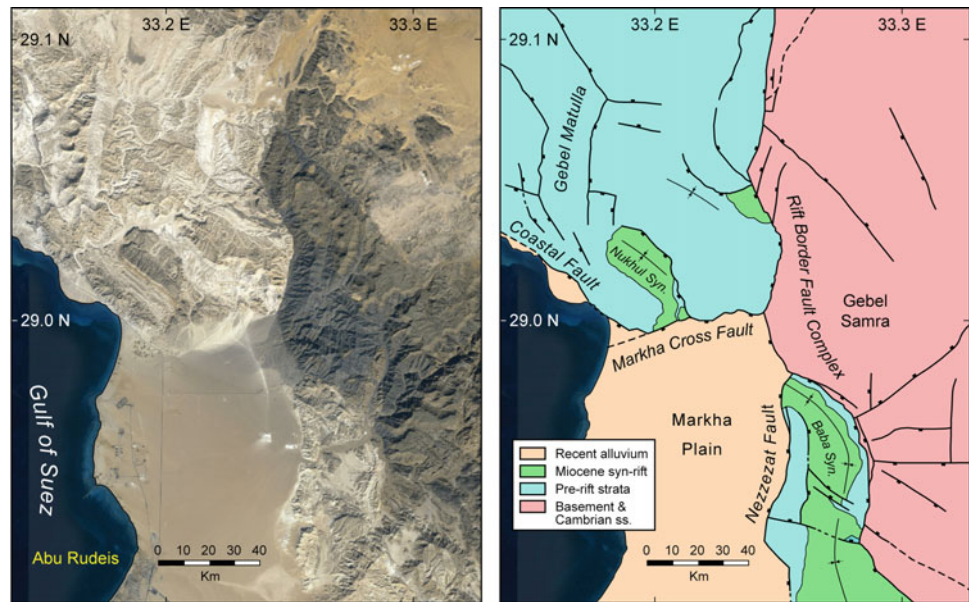 33.2 E
33.3 E
29.1 N
29.0 N
Gulf of Suez
Abu Rudeis
0 10 20 30 40
Km
33.2 E
33.3 E
29.1 N
Gebel Matulla
Coastal Fault
Nukhul Syn.
Rift Border Fault Complex
Gebel
Samra
29.0 N
Markha Cross Fault
Markha
Plain
Nezzezat Fault
Baba Syn.
Recent alluvium
Miocene syn-rift
Pre-rift strata
Basement &
Cambrian ss.
0 10 20 30 40
Km